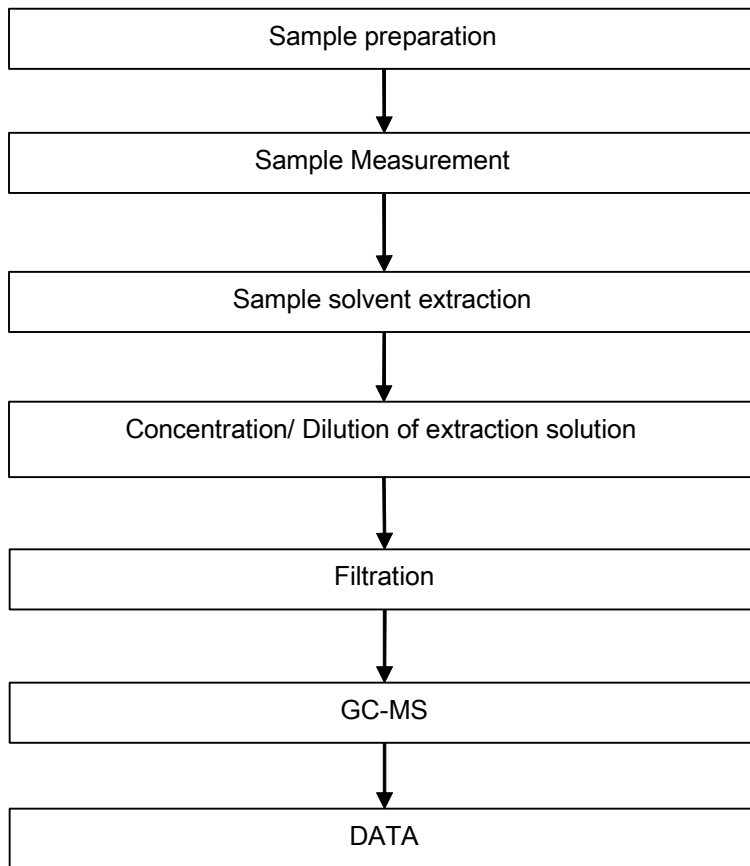 Sample preparation
Sample Measurement
Sample solvent extraction
Concentration/ Dilution of extraction solution
Filtration
GC-MS
DATA